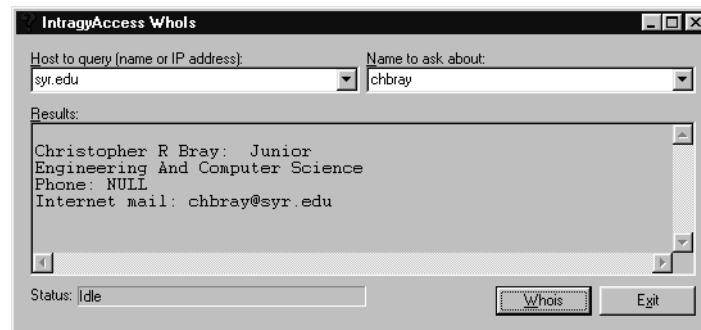 IntragyAccess WhoIs
Host to query (name or IP address):
syr.edu
Name to ask about:
chbray
Results:
Christopher R Bray:  Junior
Engineering And Computer Science
Phone: NULL
Internet mail: chbray@syr.edu
Status: Idle
Whois
Exit